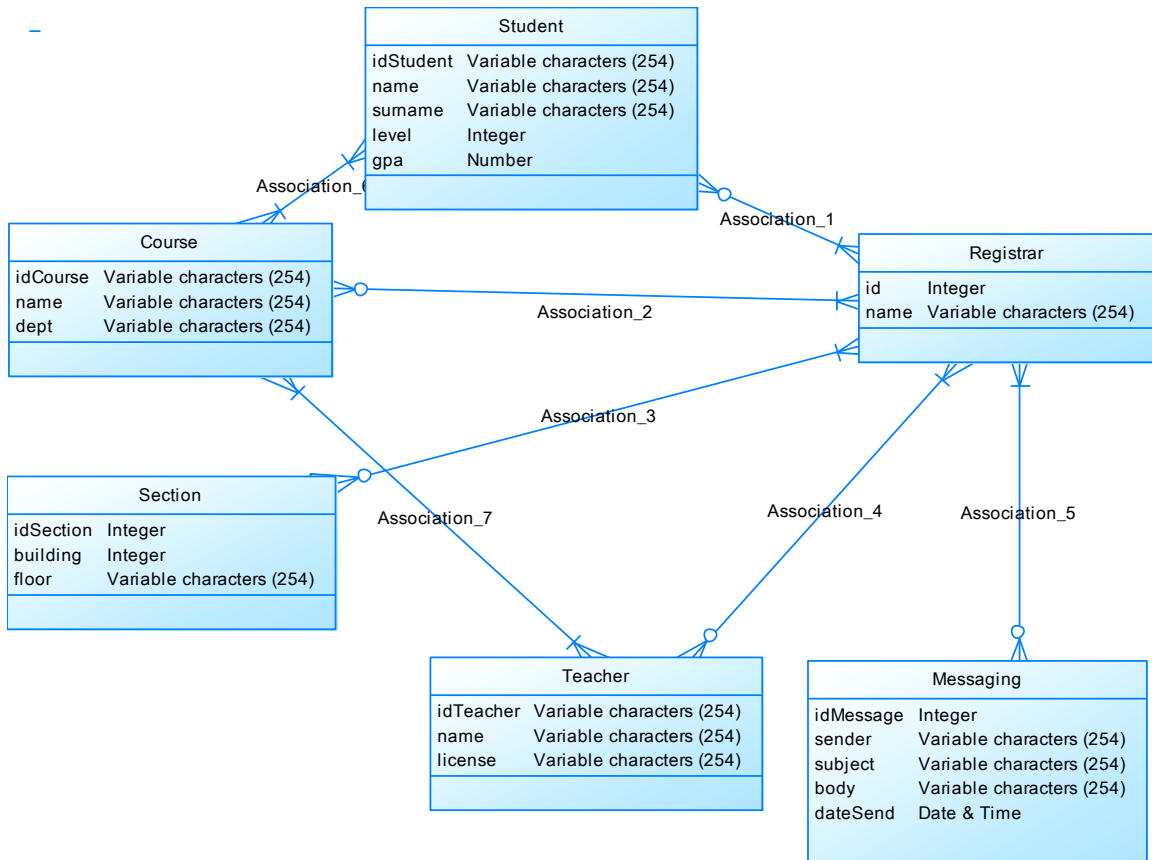 Student
idStudent Variable characters (254)
name Variable characters (254)
surname Variable characters (254)
level Integer
gpa Number
Association_6
Association_1
Course
idCourse Variable characters (254)
name Variable characters (254)
dept Variable characters (254)
Registrar
id Integer
name Variable characters (254)
Association_2
Association_3
Section
idSection Integer
building Integer
floor Variable characters (254)
Association_7
Association_4
Association_5
Teacher
idTeacher Variable characters (254)
name Variable characters (254)
license Variable characters (254)
Messaging
idMessage Integer
sender Variable characters (254)
subject Variable characters (254)
body Variable characters (254)
dateSend Date & Time